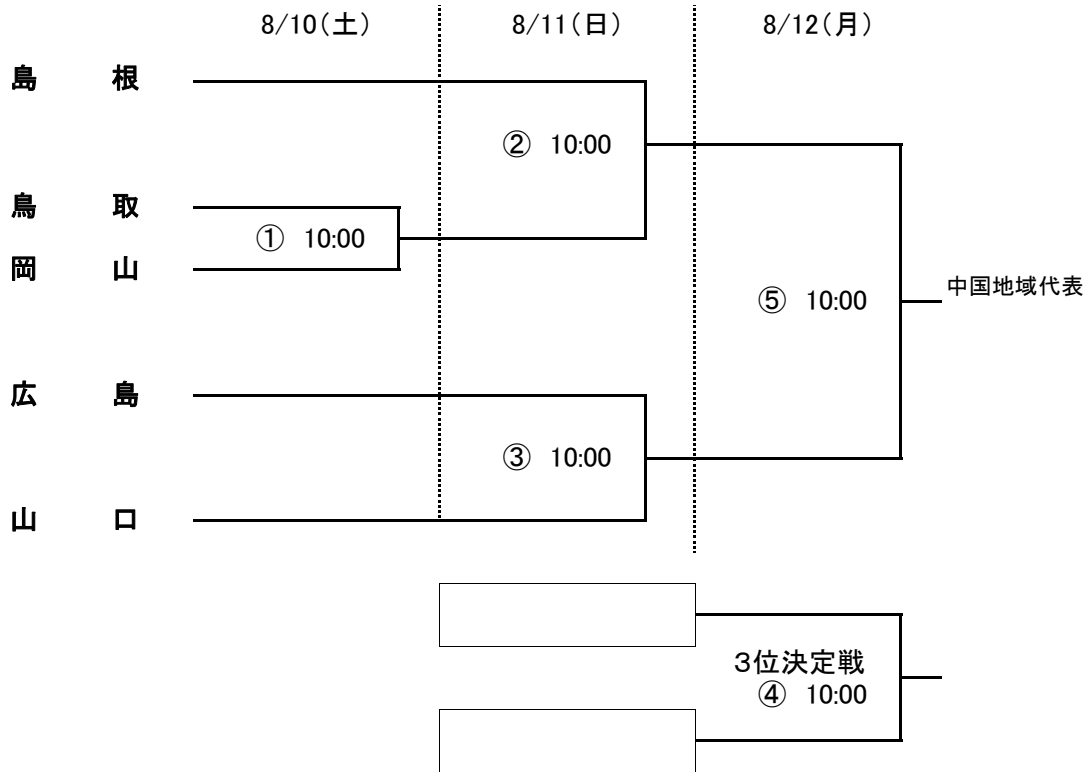 8/10(土) 8/11(日) 8/12(月)
島 根
② 10:00
鳥 取
① 10:00
岡 山
中国地域代表
⑤ 10:00
広 島
③ 10:00
山 口
3位決定戦
④ 10:00